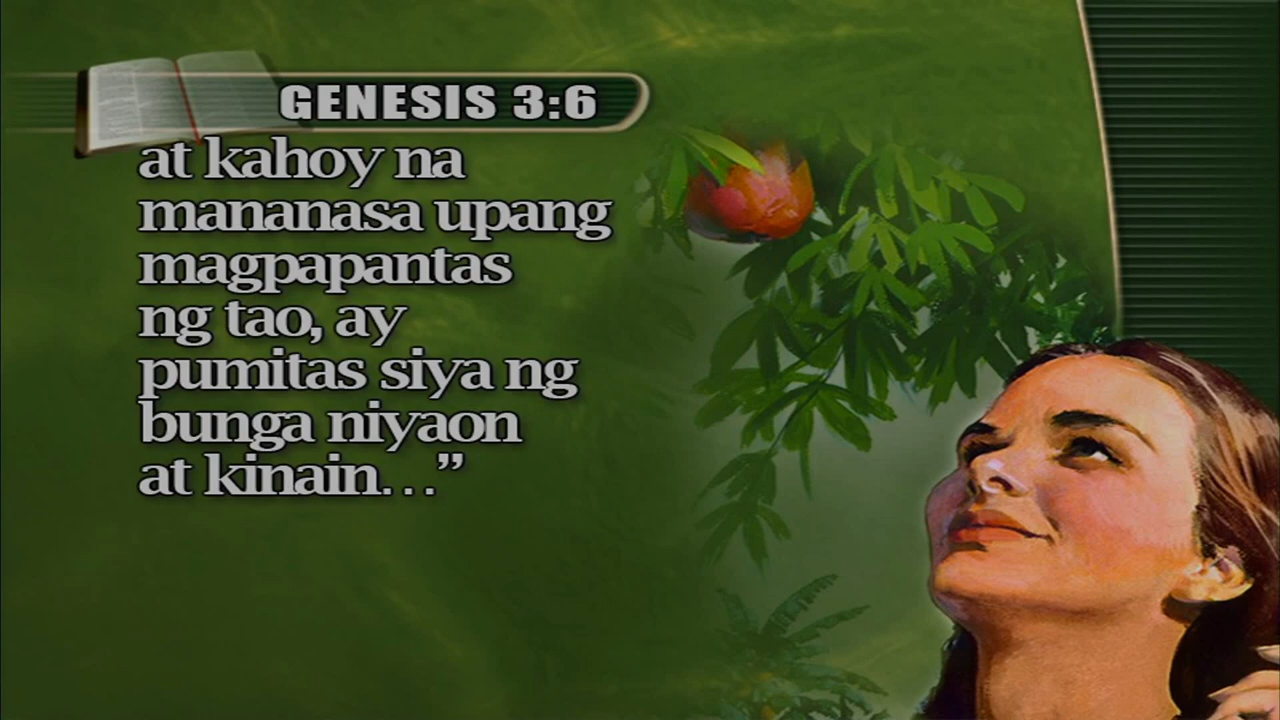 GENESIS 3:6
at kahoy na
mananasa upang
magpapantas
ng tao, ay
pumitas siya ng
bunga niyaon
at kinain…”